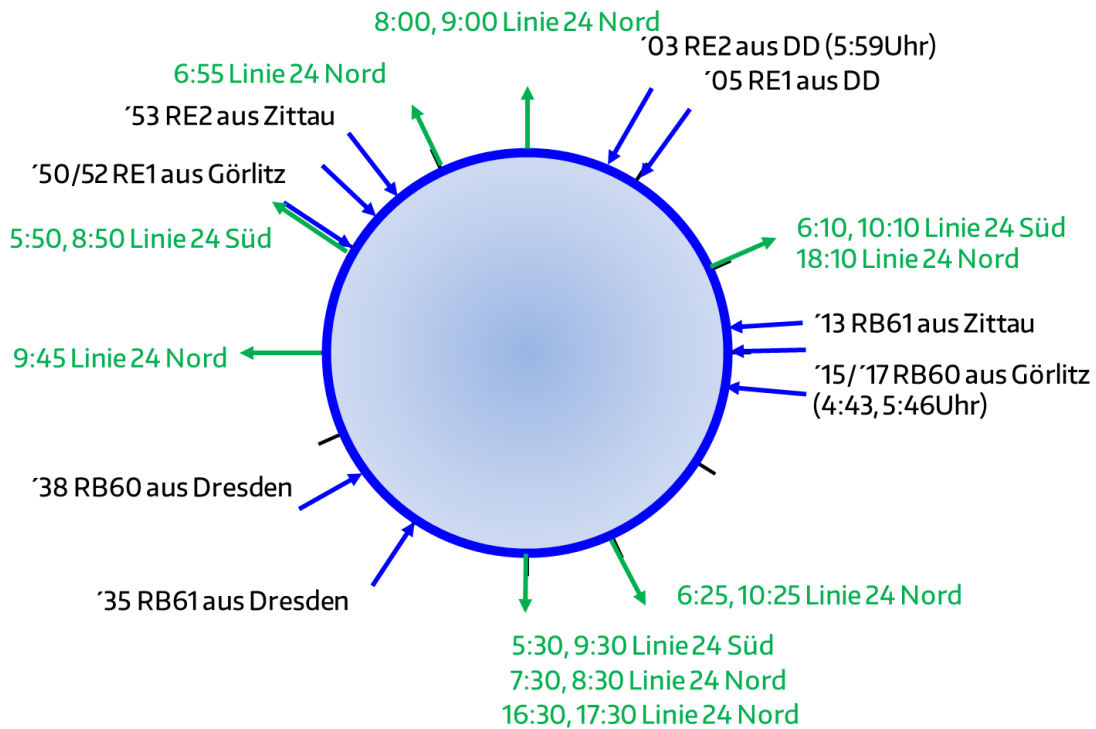 8:00, 9:00 Linie 24 Nord
´03 RE2 aus DD (5:59Uhr)
´05 RE1 aus DD
6:55 Linie 24 Nord
´53 RE2 aus Zittau
´50/52 RE1 aus Görlitz
5:50, 8:50 Linie 24 Süd
6:10, 10:10 Linie 24 Süd
18:10 Linie 24 Nord
´13 RB61 aus Zittau
9:45 Linie 24 Nord
´15/´17 RB60 aus Görlitz
(4:43, 5:46Uhr)
´38 RB60 aus Dresden
´35 RB61 aus Dresden
6:25, 10:25 Linie 24 Nord
5:30, 9:30 Linie 24 Süd
7:30, 8:30 Linie 24 Nord
16:30, 17:30 Linie 24 Nord